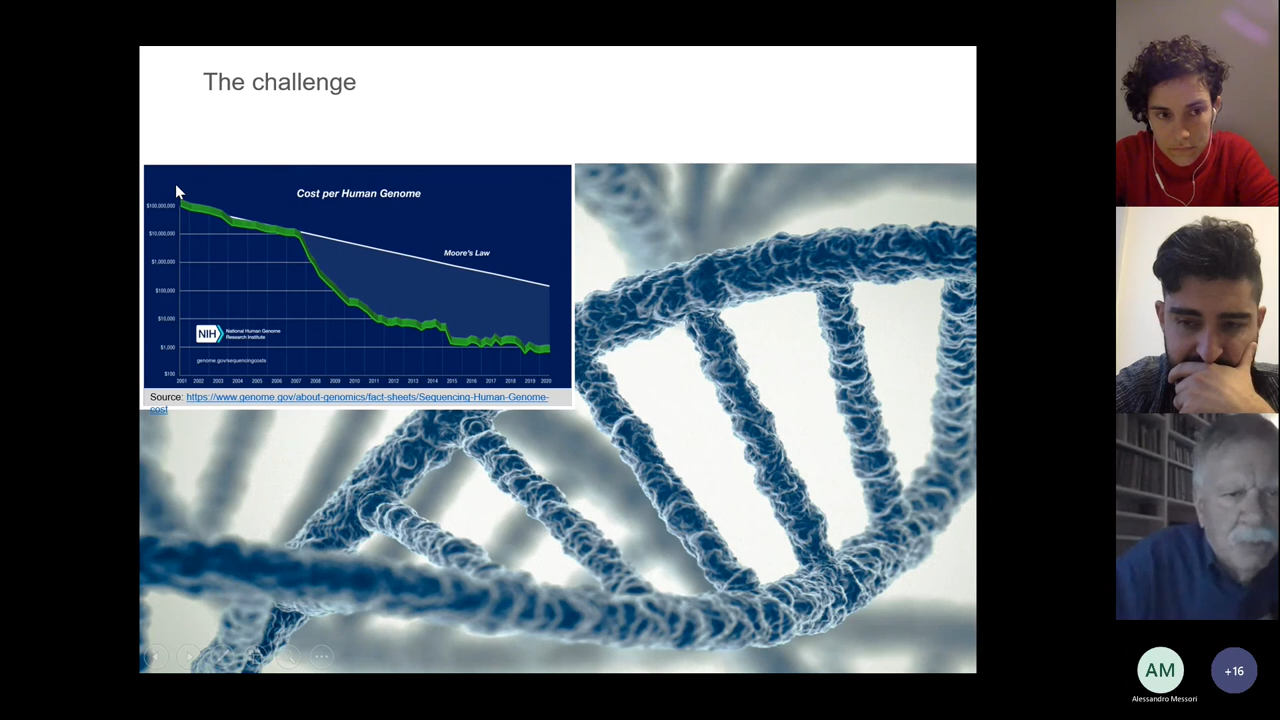 The challenge
Cost per Human Genome
$100,000,000
$10,000,000
$1,000,000
$100,000
$10,000
$1,000
$100
Moore's Law
NIH
National Human Genome
Research Institute
genome.gov/sequencingcosts
2001 2002 2003 2004 2005 2006 2007 2008 2009 2010 2011 2012 2013 2014 2015 2016 2017 2018 2019 2020
Source: https://www.genome.gov/about-genomics/fact-sheets/Sequencing-Human-Genome-
cost
AM
+16
Alessandro Messori